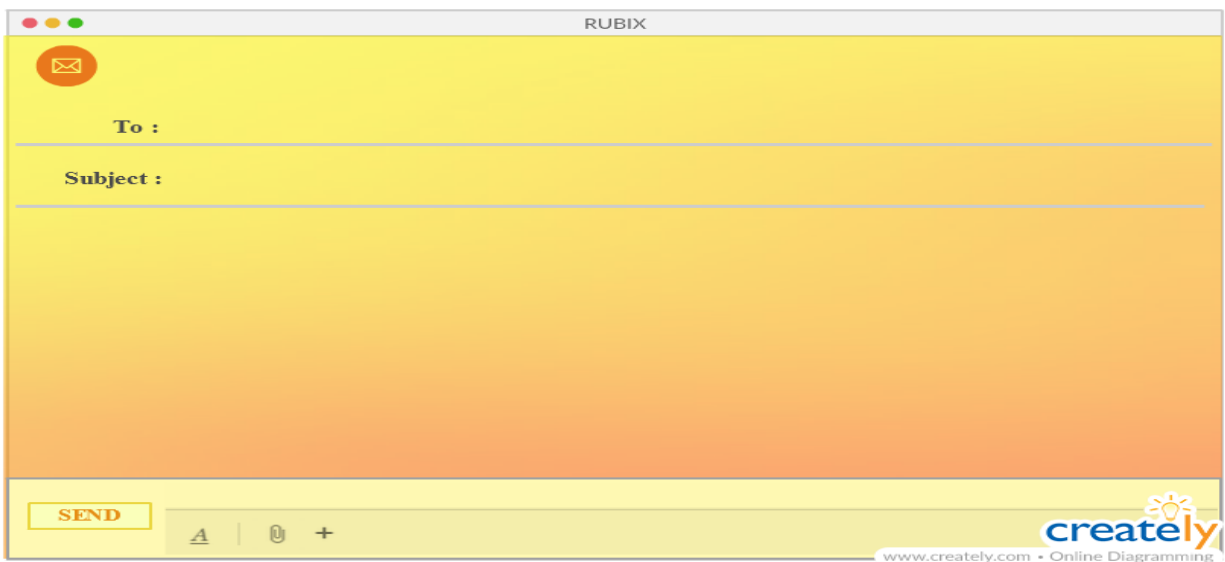 RUBIX
To :
Subject :
SEND
A
creately
www.creately.com • Online Diagramming